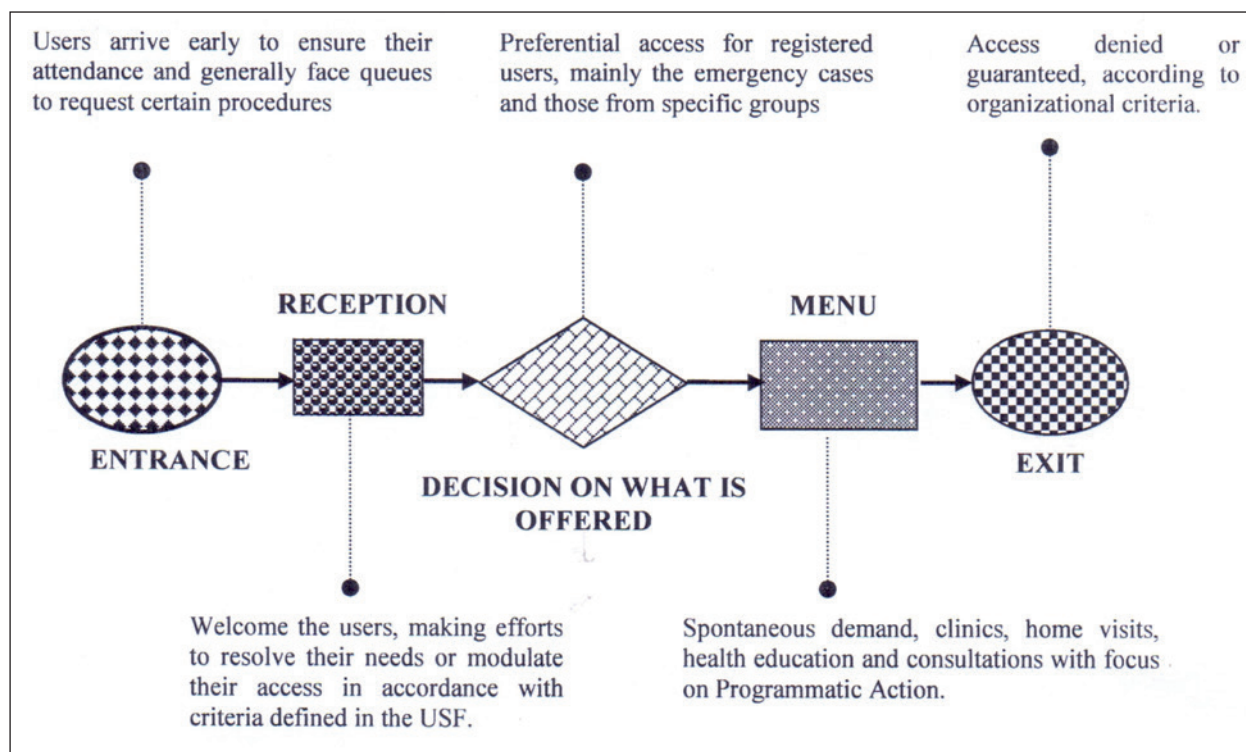 Users arrive early to ensure their
attendance and generally face queues
to request certain procedures
Preferential access for registered
users, mainly the emergency cases
and those from specific groups
Access denied or
guaranteed, according to
organizational criteria.
RECEPTION
MENU
ENTRANCE
DECISION ON WHAT IS
OFFERED
EXIT
Welcome the users, making efforts
to resolve their needs or modulate
their access in accordance with
criteria defined in the USF.
Spontaneous demand, clinics, home visits,
health education and consultations with focus
on Programmatic Action.